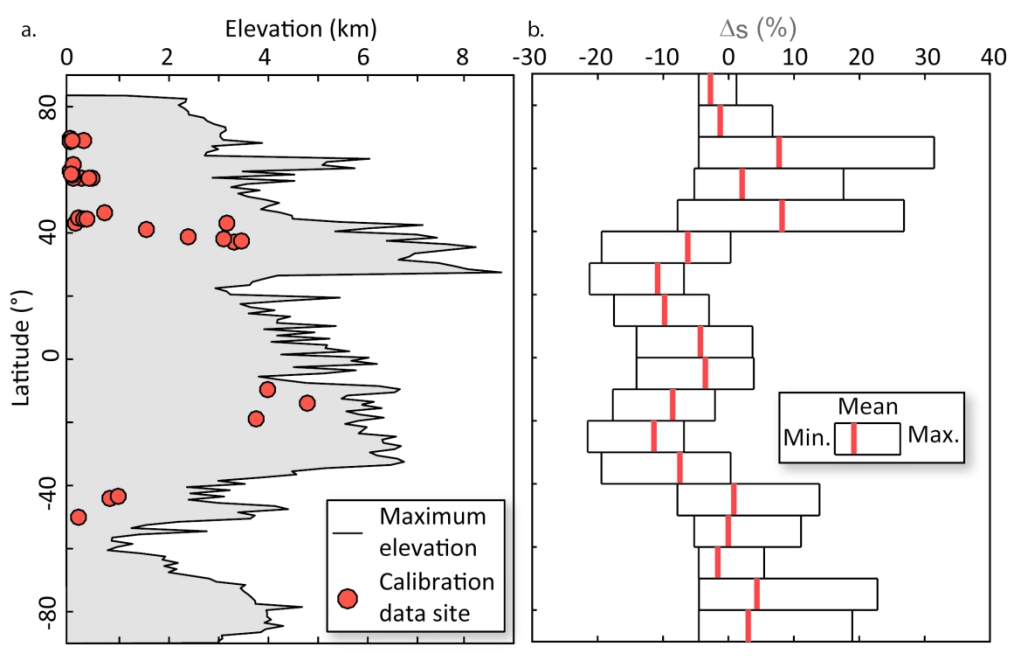 a.
Elevation (km)
0 2 4 6 8
Latitude (°)
80
40
0
-40
-80
Maximum
elevation
Calibration
data site
b.
Δs (%)
-30 -20 -10 0 10 20 30 40
Mean
Min. Max.